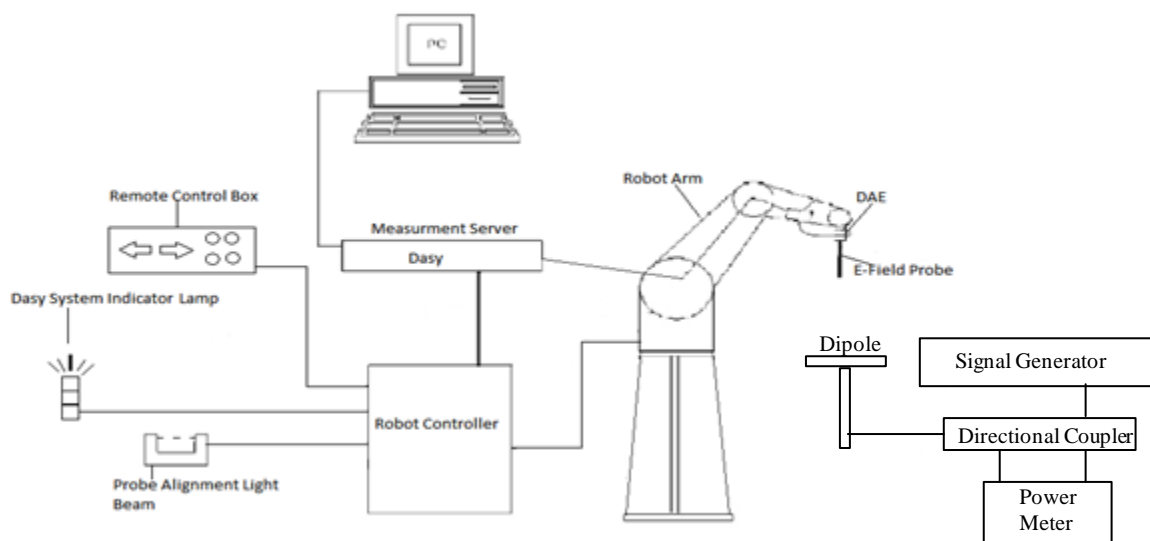 PC
Remote Control Box
Robot Arm
DAE
Measurment Server
Dasy
E-Field Probe
Dasy System Indicator Lamp
Dipole
Signal Generator
Robot Controller
Directional Coupler
Probe Alignment Light
Beam
Power
Meter